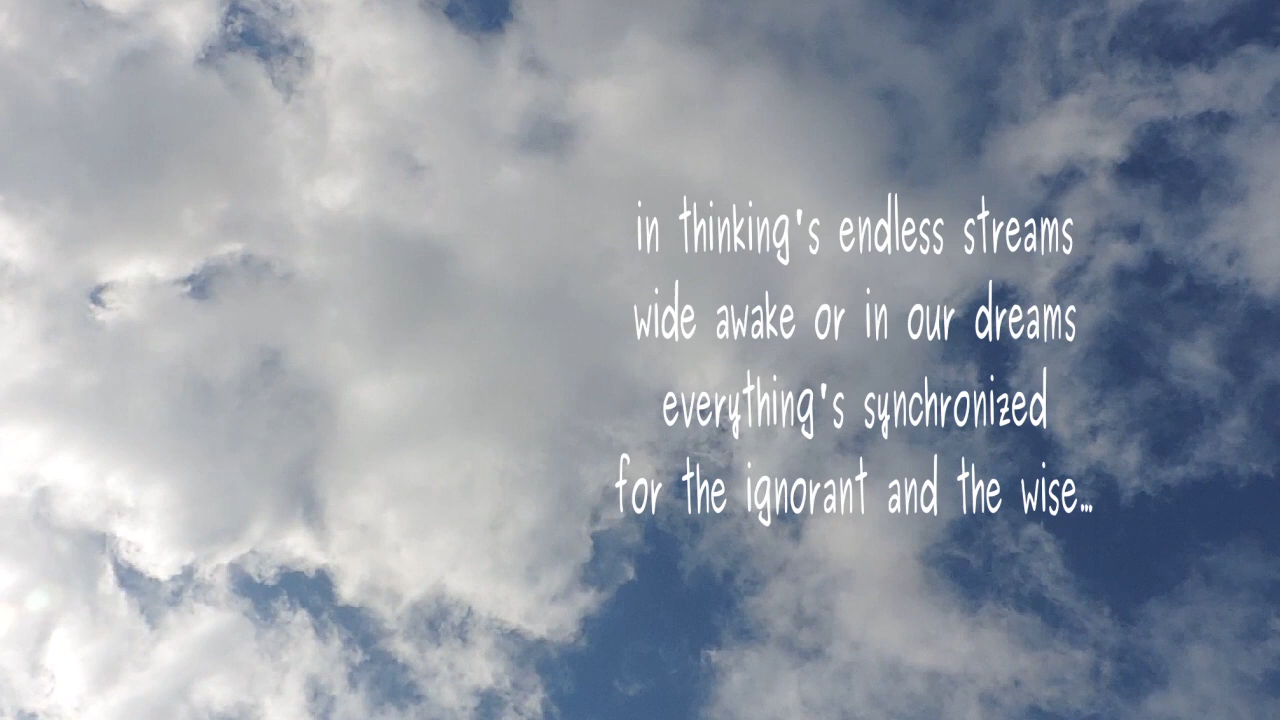 in thinking's endless streams
wide awake or in our dreams
everything's synchronized
for the ignorant and the wise...